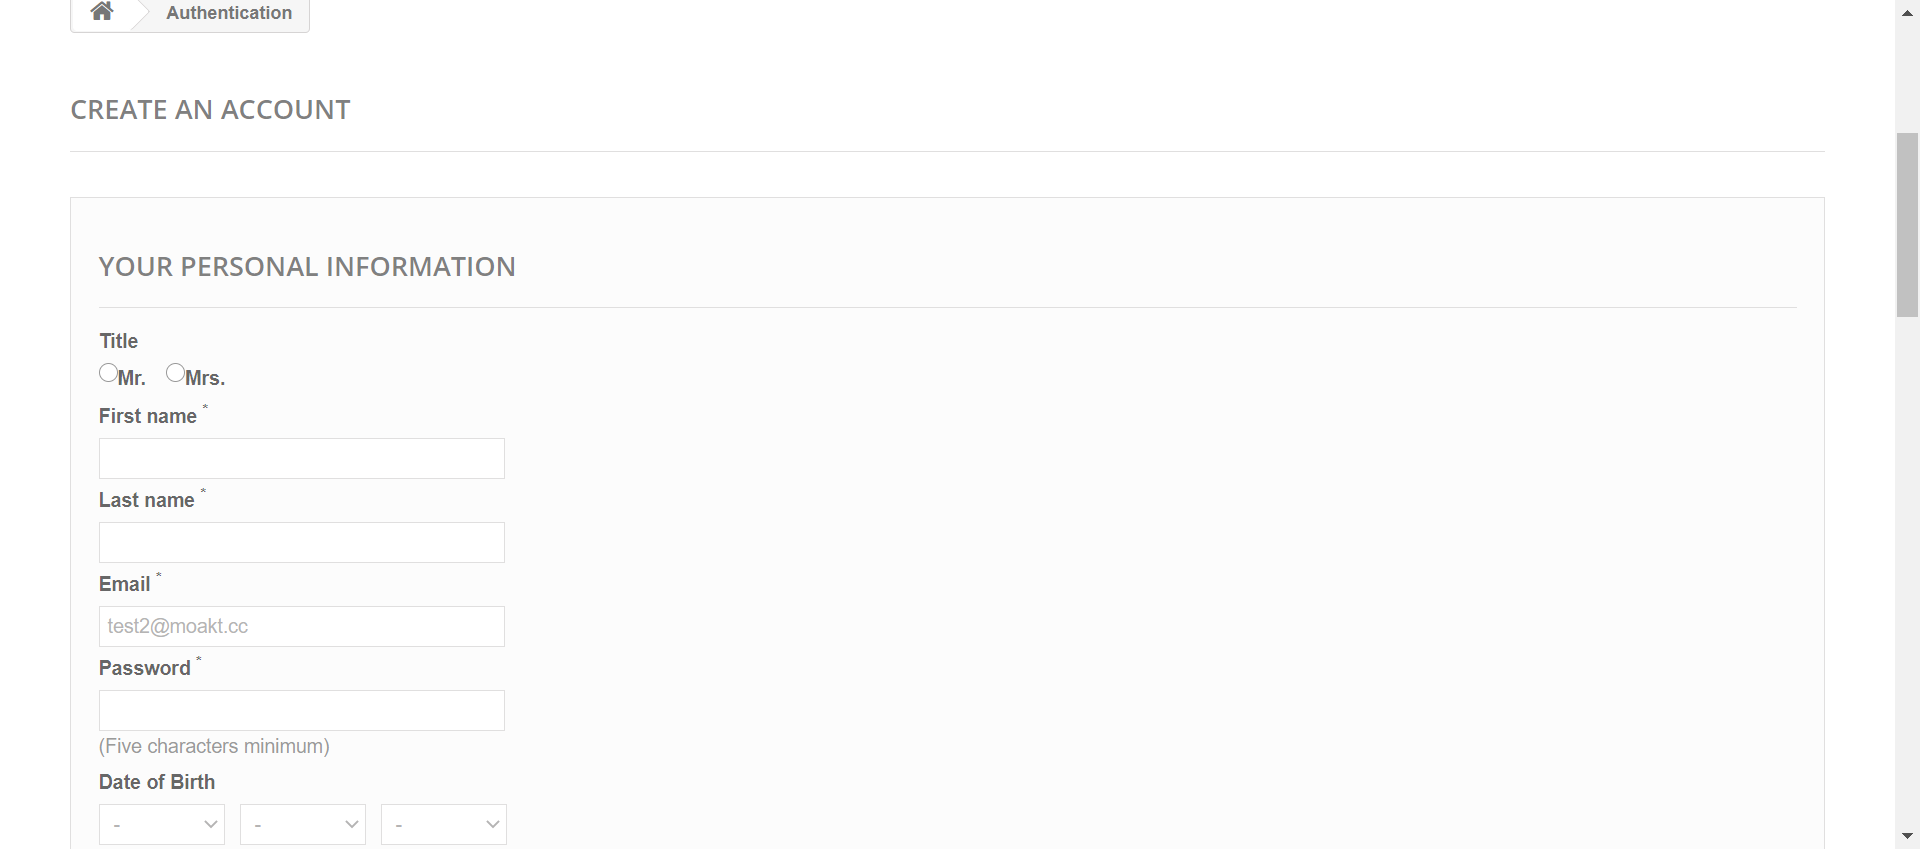 Authentication
CREATE AN ACCOUNT
YOUR PERSONAL INFORMATION
Title
Mr. Mrs.
First name *
Last name *
Email *
test2@moakt.cc
Password *
(Five characters minimum)
Date of Birth
- - -